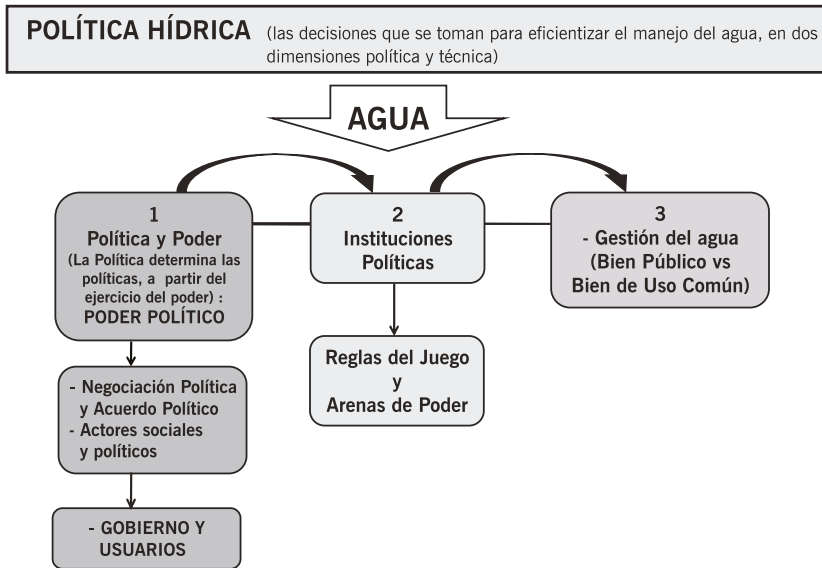 POLÍTICA HÍDRICA (las decisiones que se toman para eficientizar el manejo del agua, en dos
dimensiones política y técnica)
AGUA
1
Política y Poder
(La Política determina las
políticas, a partir del
ejercicio del poder) :
PODER POLÍTICO
- Negociación Política
y Acuerdo Político
- Actores sociales
y políticos
- GOBIERNO Y
USUARIOS
2
Instituciones
Políticas
Reglas del Juego
y
Arenas de Poder
3
- Gestión del agua
(Bien Público vs
Bien de Uso Común)